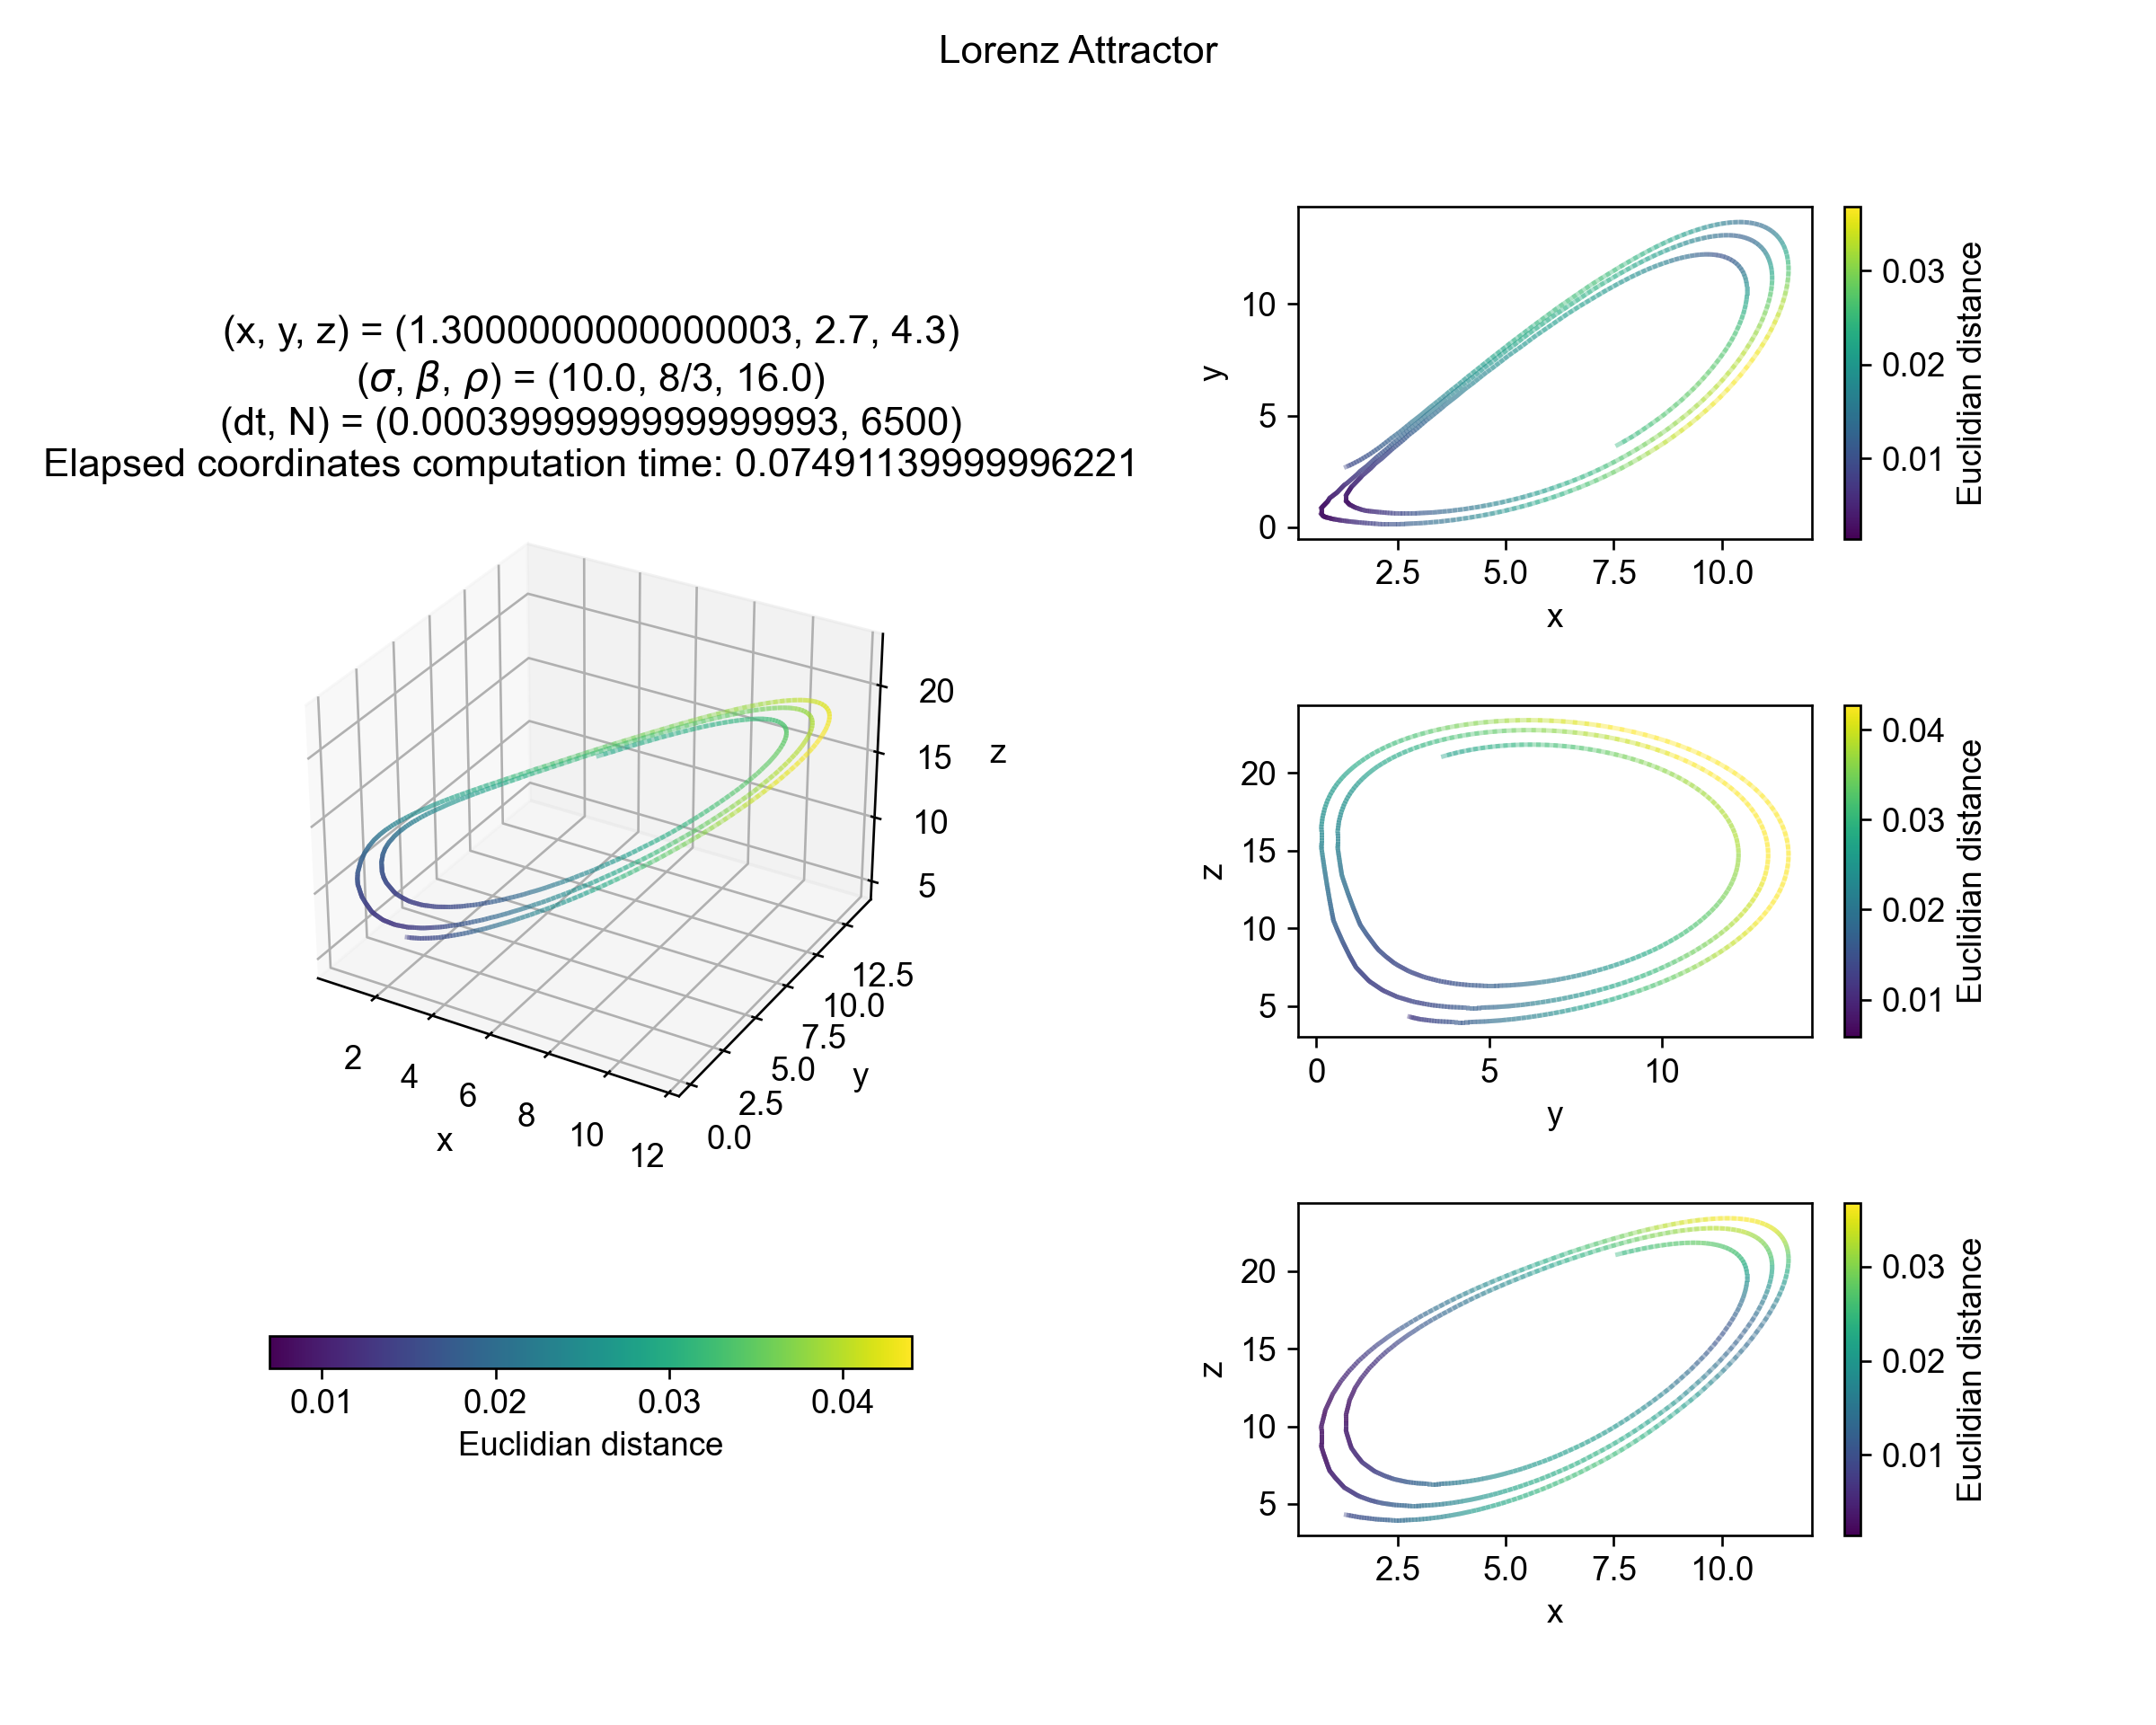 Lorenz Attractor
(x, y, z) = (1.3000000000000003, 2.7, 4.3)
(σ, β, ρ) = (10.0, 8/3, 16.0)
(dt, N) = (0.00039999999999999993, 6500)
Elapsed coordinates computation time: 0.074911139999996221
20
15
10
5
z
2
4
6
8
10
12
x
0.0
2.5
5.0
7.5
10.0
12.5
y
0.01 0.02 0.03 0.04
Euclidian distance
10
5
0
y
2.5 5.0 7.5 10.0
x
0.03
0.02
0.01
Euclidian distance
20
15
10
5
z
0 5 10
y
0.04
0.03
0.02
0.01
Euclidian distance
20
15
10
5
z
2.5 5.0 7.5 10.0
x
0.03
0.02
0.01
Euclidian distance